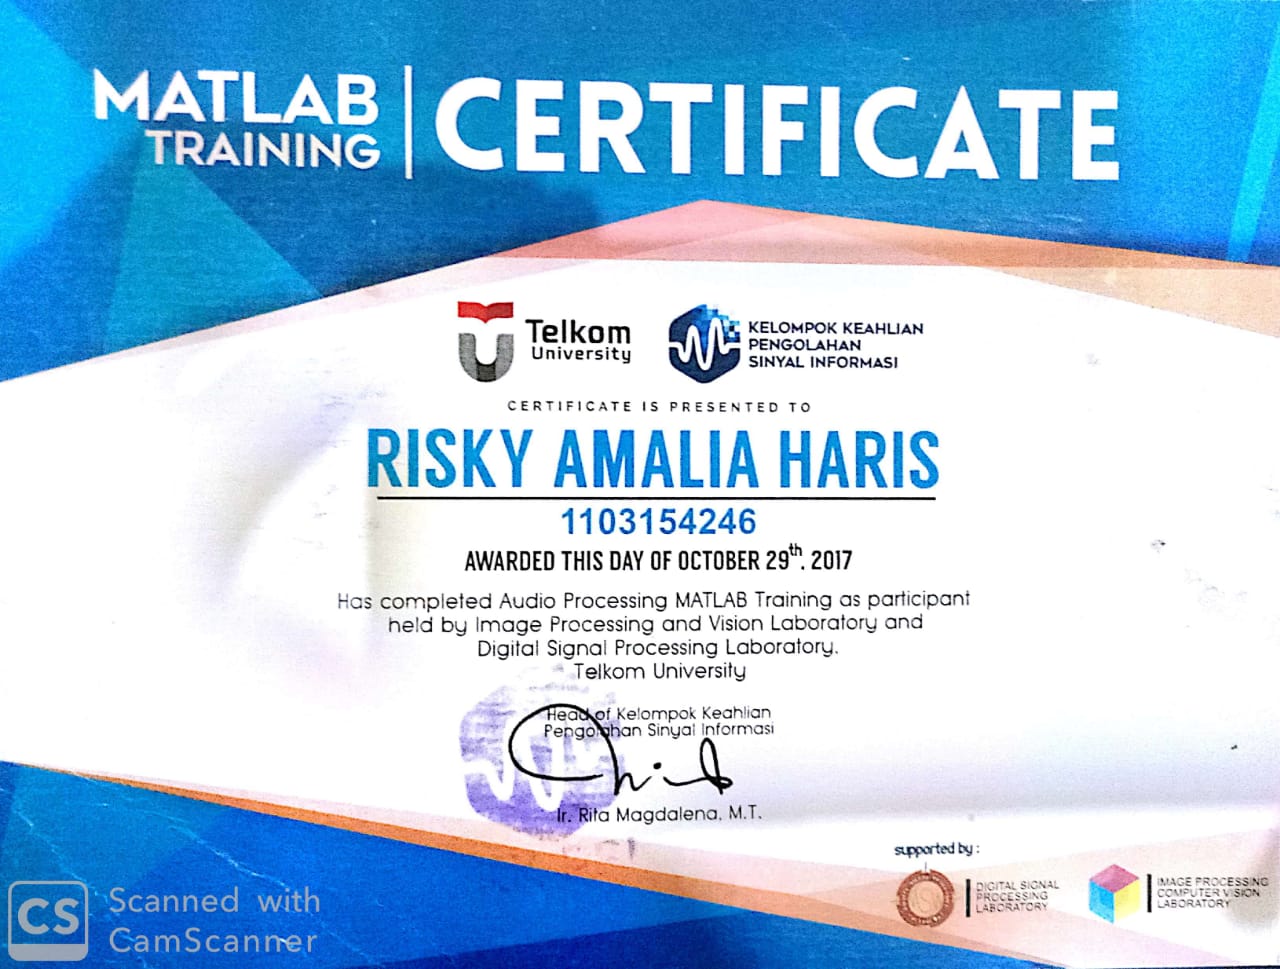 MATLAB
TRAINING
CERTIFICATE
Telkom
University
KELOMPOK KEAHLIAN
PENGOLAHAN
SINYAL INFORMASI
CERTIFICATE IS PRESENTED TO
RISKY AMALIA HARIS
1103154246
AWARDED THIS DAY OF OCTOBER 29th. 2017
Has completed Audio Processing MATLAB Training as participant
held by Image Processing and Vision Laboratory and
Digital Signal Processing Laboratory.
Telkom University
Head of Kelompok Keahlian
Pengolahan Sinyal Informasi
Ir. Rita Magdalena, M.T.
supported by :
DIGITAL SIGNAL
PROCESSING
LABORATORY
IMAGE PROCESSING
COMPUTER VISION
LABORATORY
CS
Scanned with
CamScanner